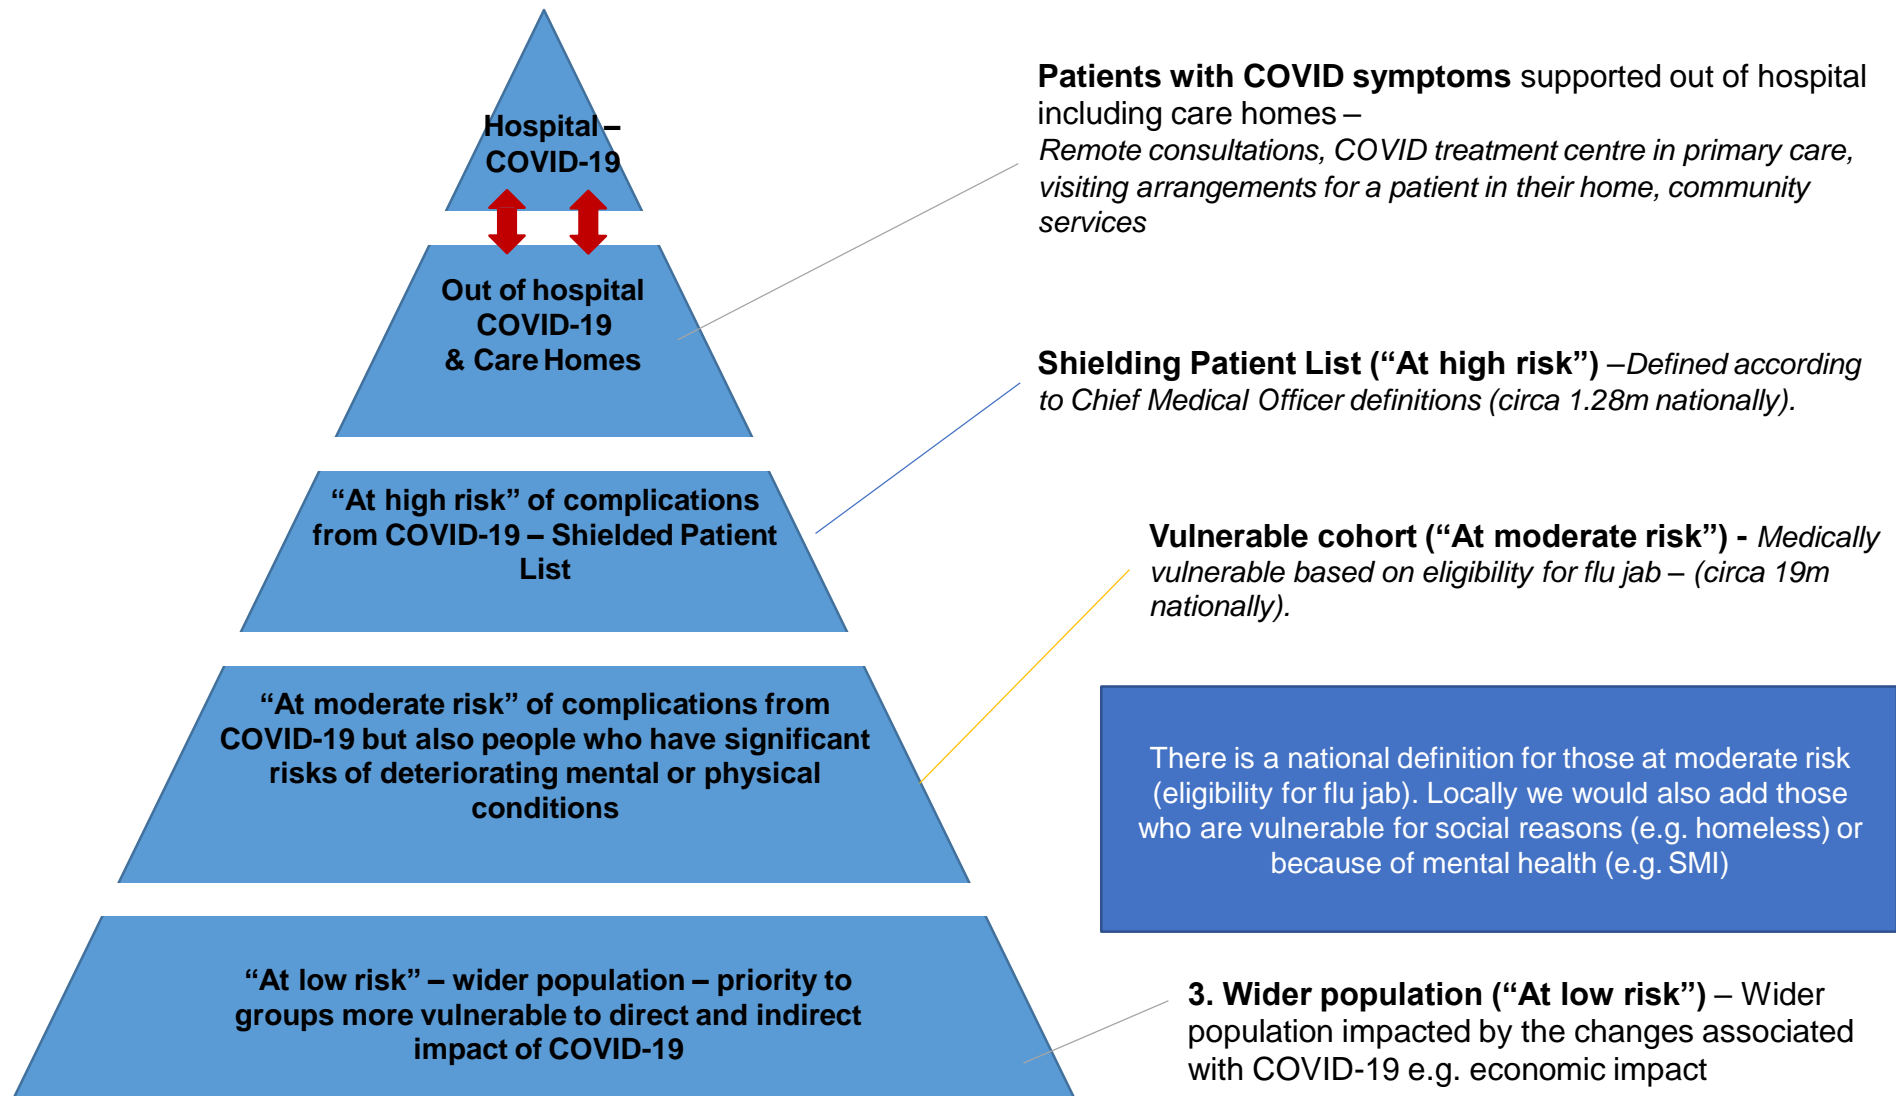 Hospital –
COVID-19
Out of hospital
COVID-19
& Care Homes
“At high risk” of complications
from COVID-19 – Shielded Patient
List
“At moderate risk” of complications from
COVID-19 but also people who have significant
risks of deteriorating mental or physical
conditions
“At low risk” – wider population – priority to
groups more vulnerable to direct and indirect
impact of COVID-19
Patients with COVID symptoms supported out of hospital
including care homes –
Remote consultations, COVID treatment centre in primary care,
visiting arrangements for a patient in their home, community
services
Shielding Patient List (“At high risk”) –Defined according
to Chief Medical Officer definitions (circa 1.28m nationally).
Vulnerable cohort (“At moderate risk”) - Medically
vulnerable based on eligibility for flu jab – (circa 19m
nationally).
There is a national definition for those at moderate risk
(eligibility for flu jab). Locally we would also add those
who are vulnerable for social reasons (e.g. homeless) or
because of mental health (e.g. SMI)
3. Wider population (“At low risk”) – Wider
population impacted by the changes associated
with COVID-19 e.g. economic impact